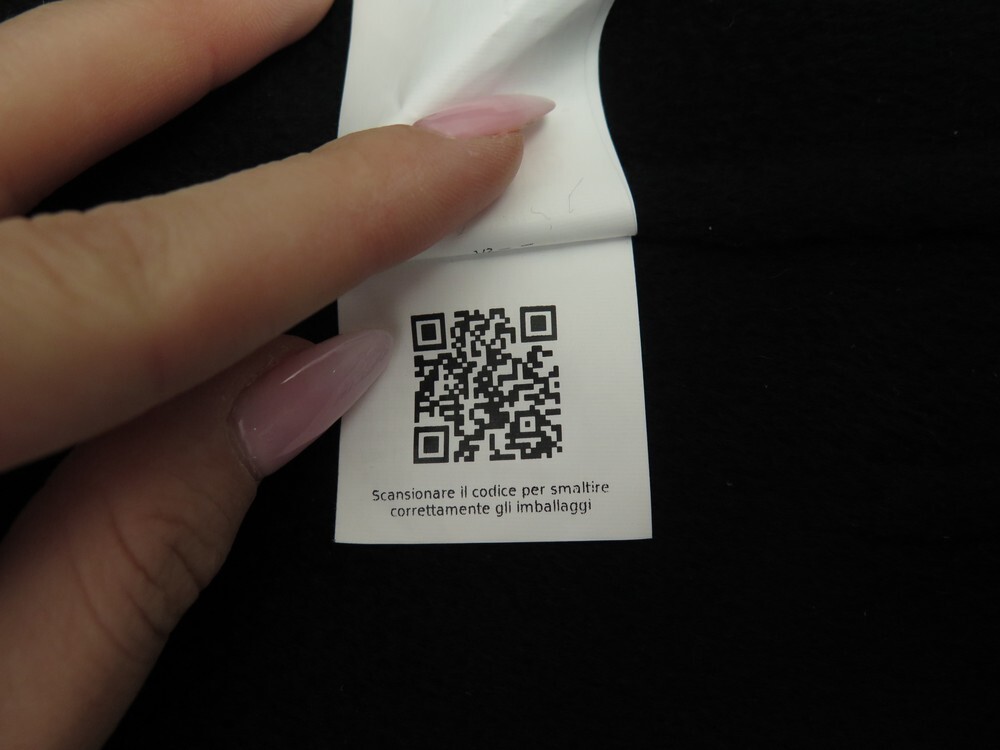 Scansionare il codice per smaltire
correttamente gli imballaggi